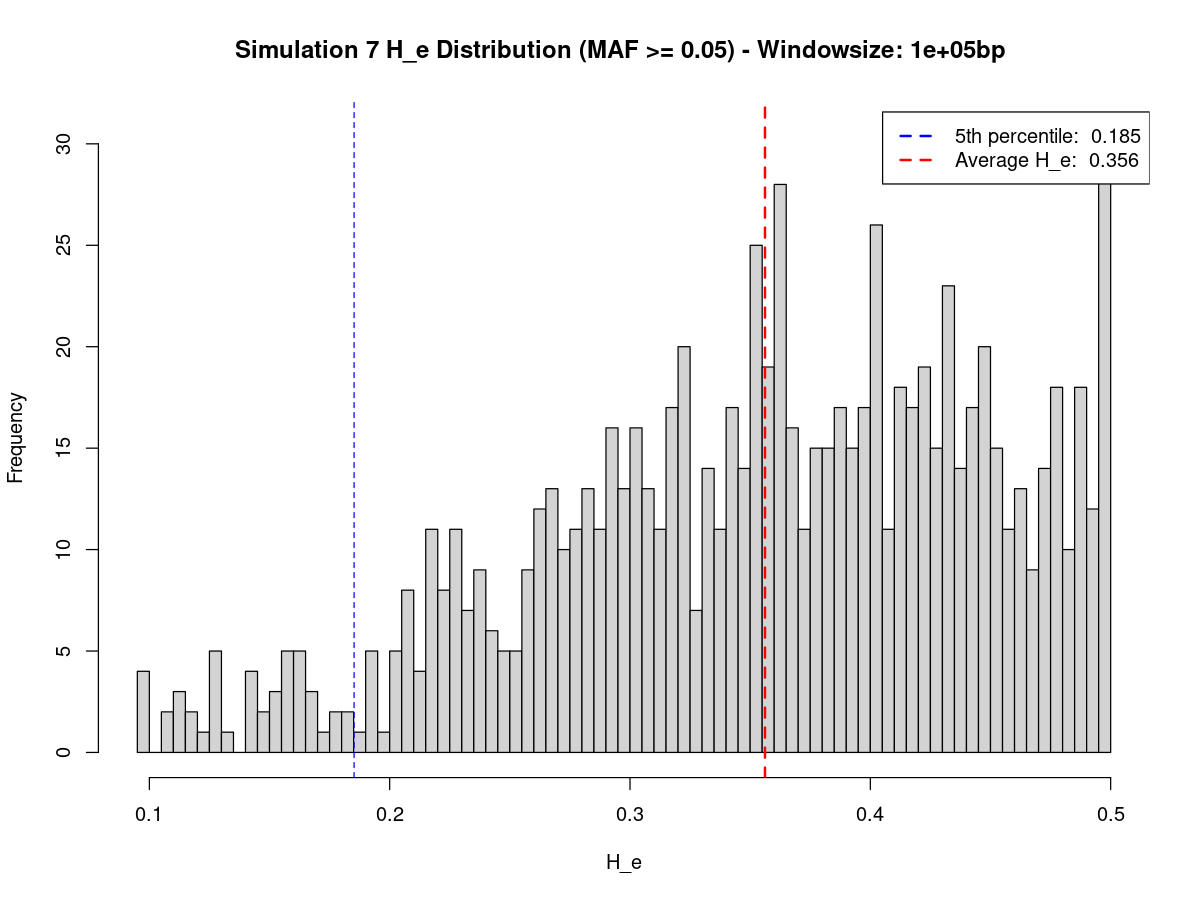 Simulation 7 H_e Distribution (MAF >= 0.05) - Windowsize: 1e+05bp
5th percentile: 0.185
Average H_e: 0.356
Frequency
30
25
20
15
10
5
0
0.1 0.2 0.3 0.4 0.5
H_e